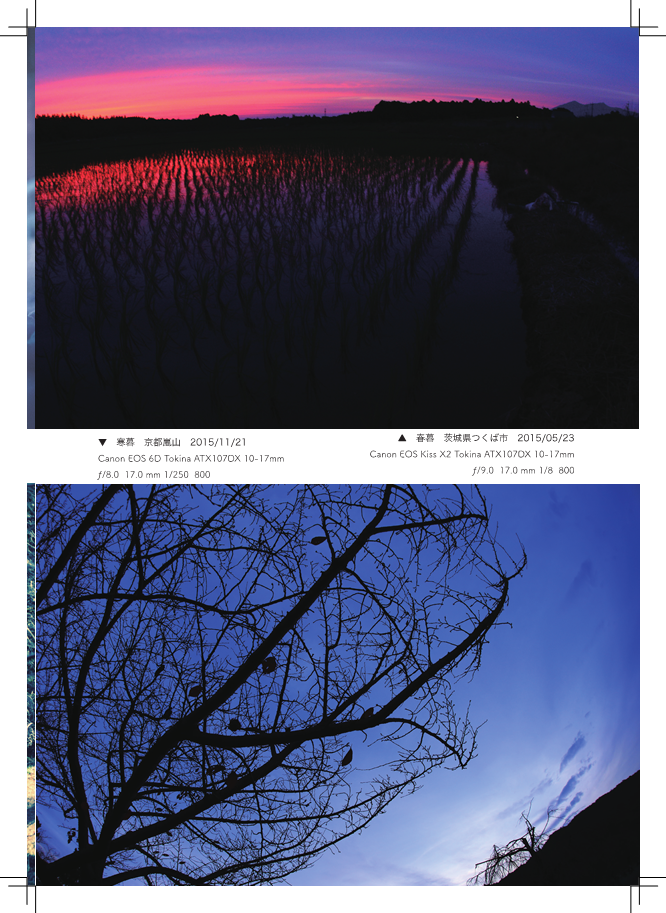 ▼　寒暮　京都嵐山　2015/11/21
Canon EOS 6D Tokina ATX107DX 10-17mm
f/8.0  17.0 mm 1/250  800
▲　春暮　茨城県つくば市　2015/05/23
Canon EOS Kiss X2 Tokina ATX107DX 10-17mm
f/9.0  17.0 mm 1/8  800